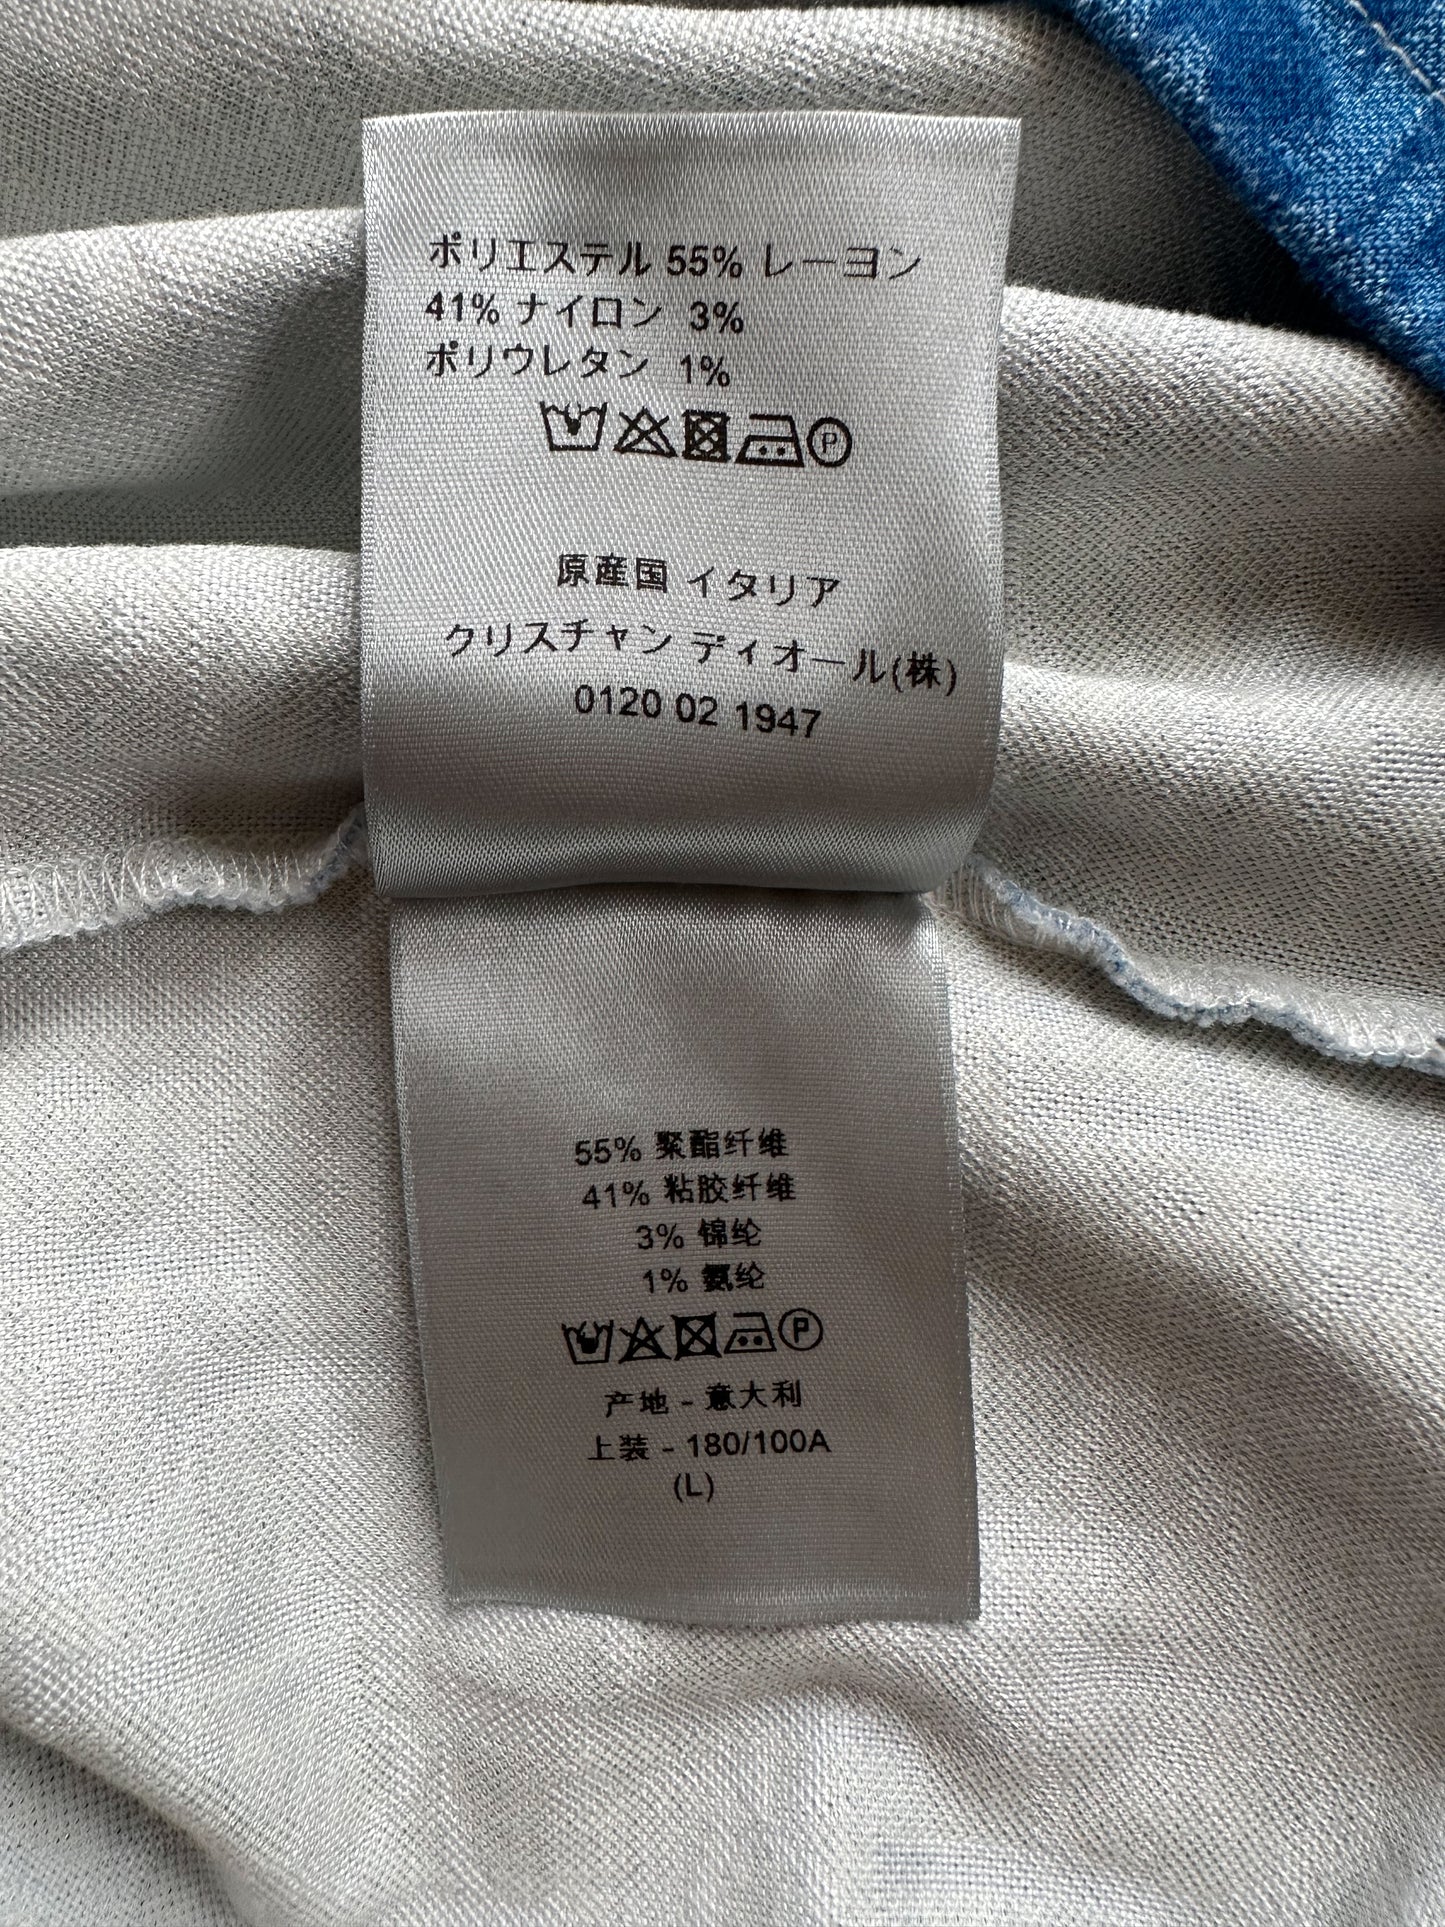 ポリエステル 55% レーヨン
41% ナイロン 3%
ポリウレタン 1%
P
原産国 イタリア
クリスチャン ディオール(株)
0120 02 1947
55% 聚酯纤维
41% 粘胶纤维
3% 锦纶
1% 氨纶
P
产地 - 意大利
上装 - 180/100A
(L)